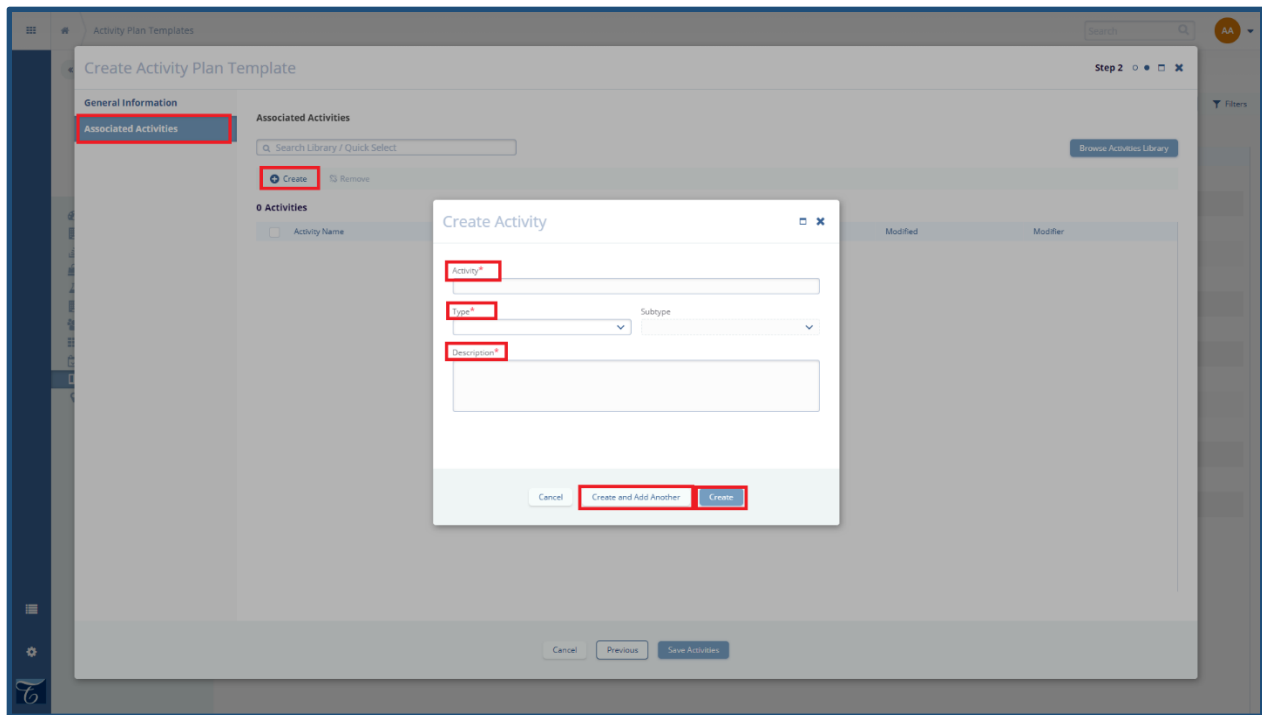 Activity Plan Templates
Search
AA
Create Activity Plan Template
Step 2
General Information
Filters
Associated Activities
Associated Activities
Search Library / Quick Select
Browse Activities Library
Create
Remove
0 Activities
Activity Name
Modified
Modifier
Create Activity
Activity*
Type*
Subtype
Description*
Cancel
Create and Add Another
Create
Cancel
Previous
Save Activities